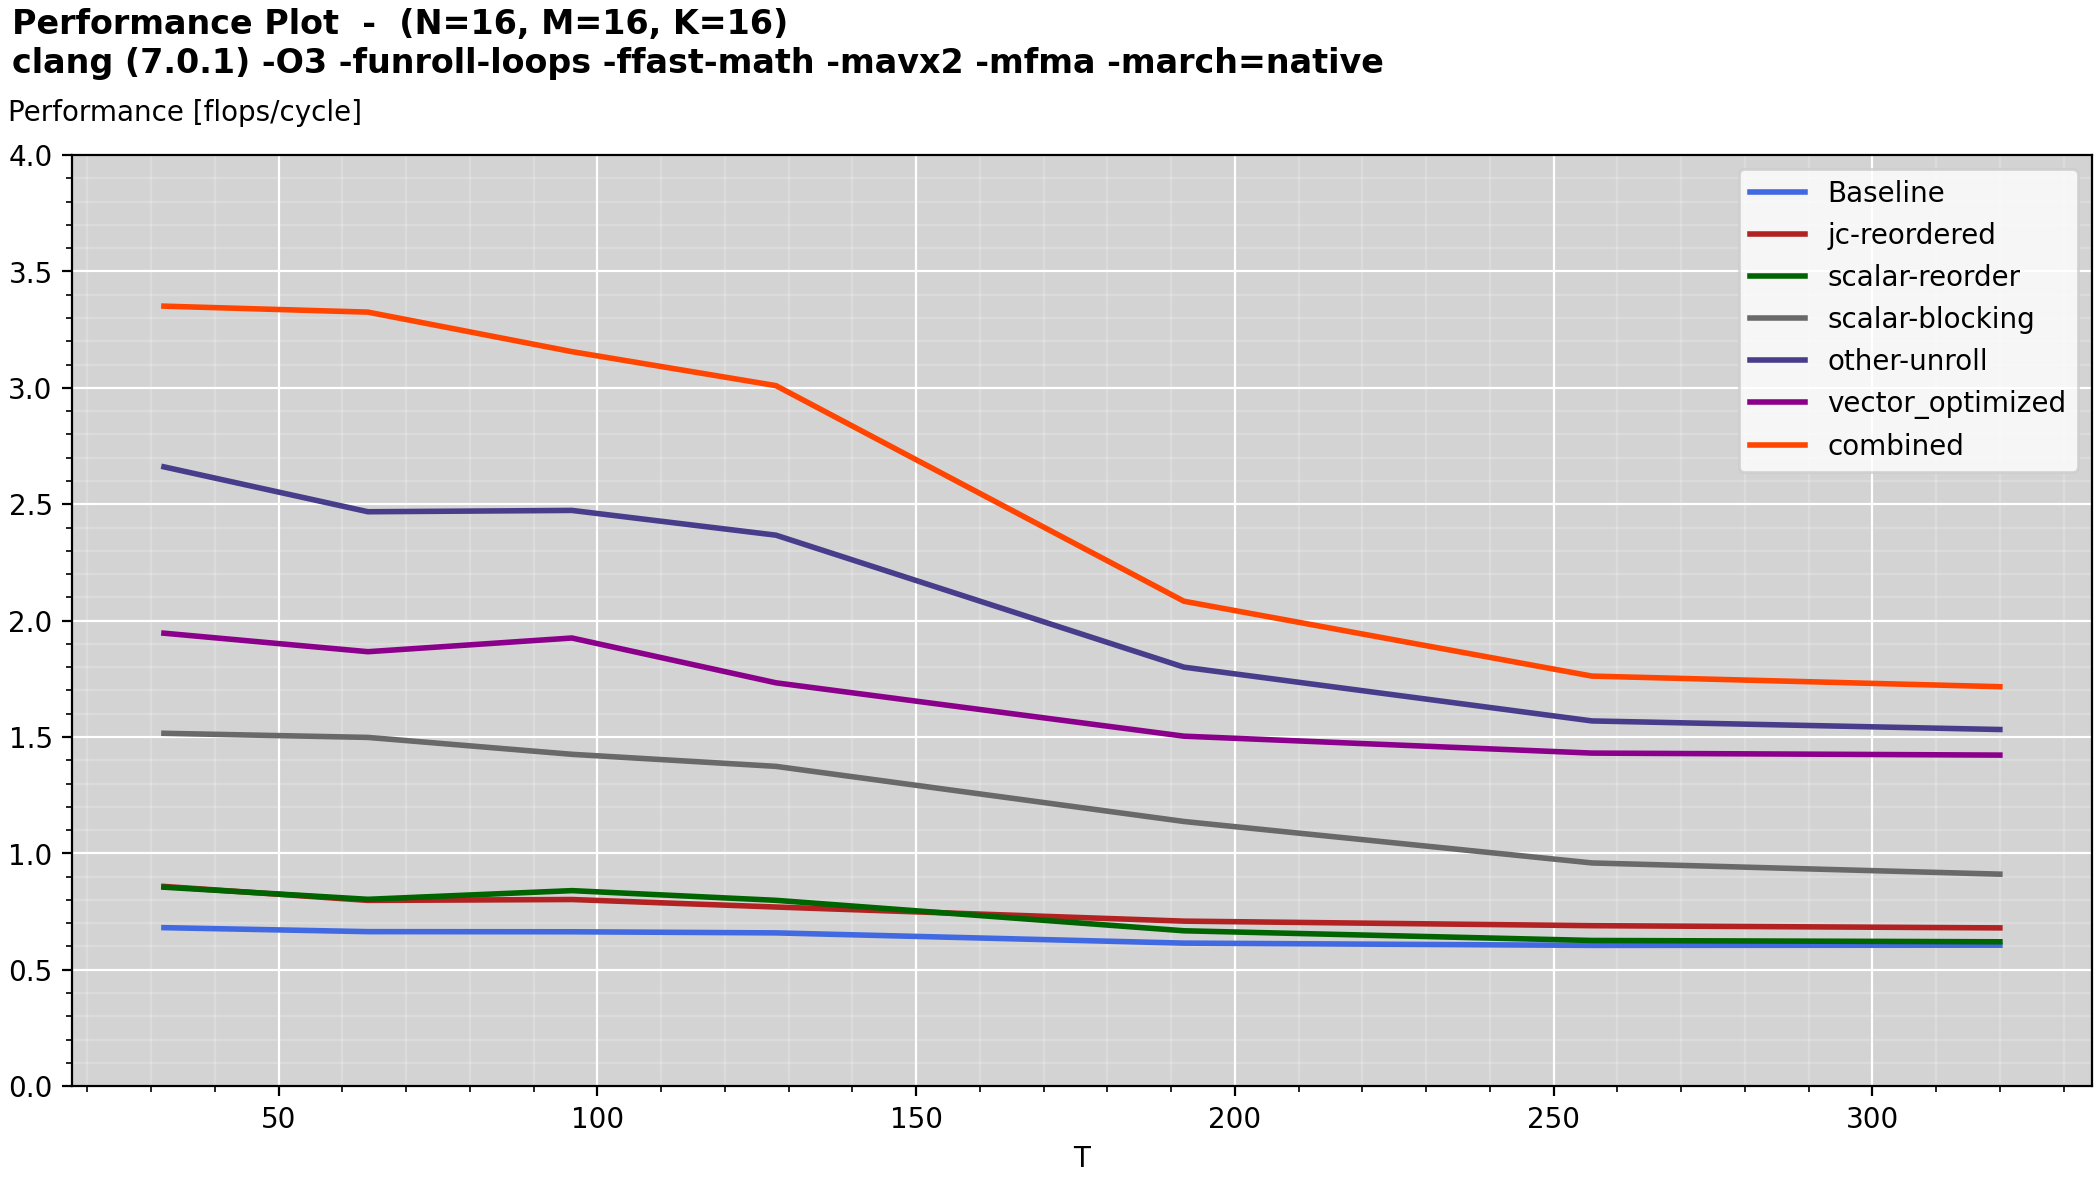 Performance Plot  -  (N=16, M=16, K=16)
clang (7.0.1) -O3 -funroll-loops -ffast-math -mavx2 -mfma -march=native
Performance [flops/cycle]
4.0
3.5
3.0
2.5
2.0
1.5
1.0
0.5
0.0
Baseline
jc-reordered
scalar-reorder
scalar-blocking
other-unroll
vector_optimized
combined
50 100 150 200 250 300
T